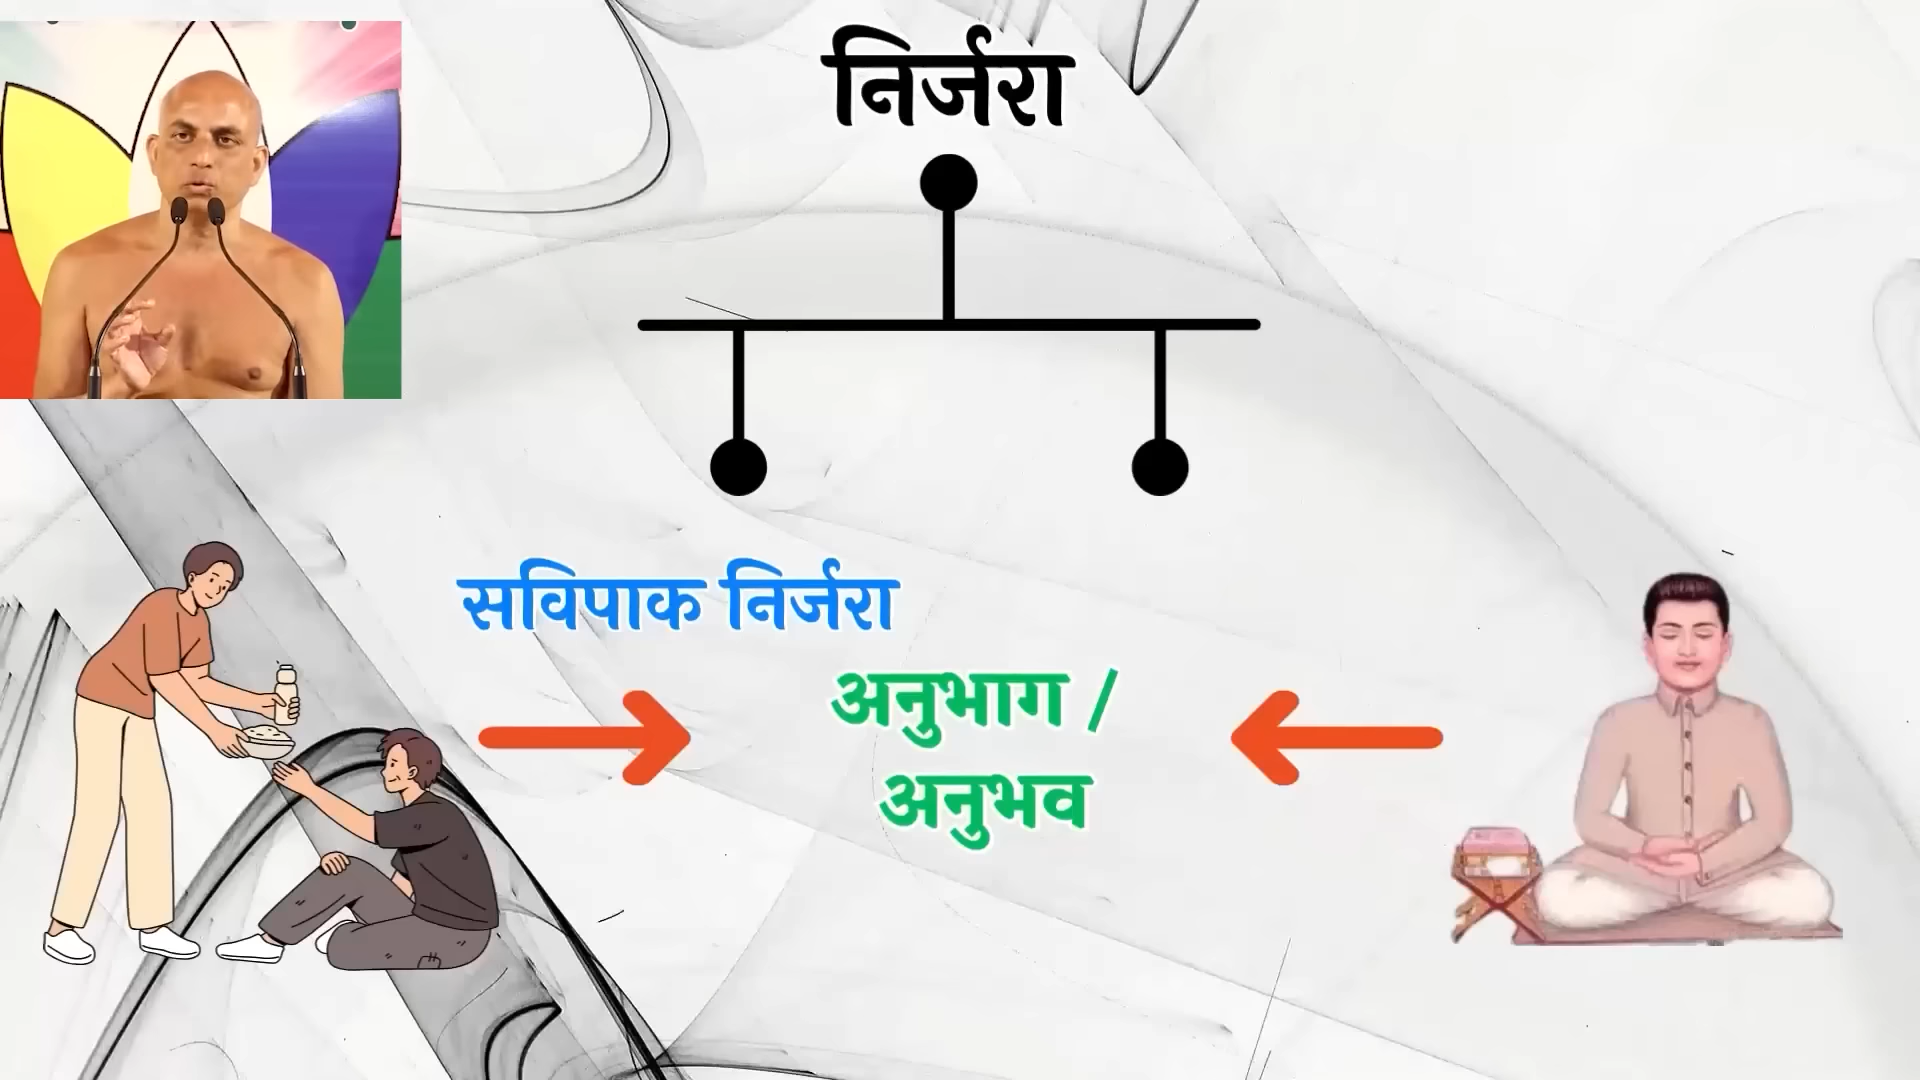 निर्जरा
सविपाक निर्जरा
अनुभाग /
अनुभव